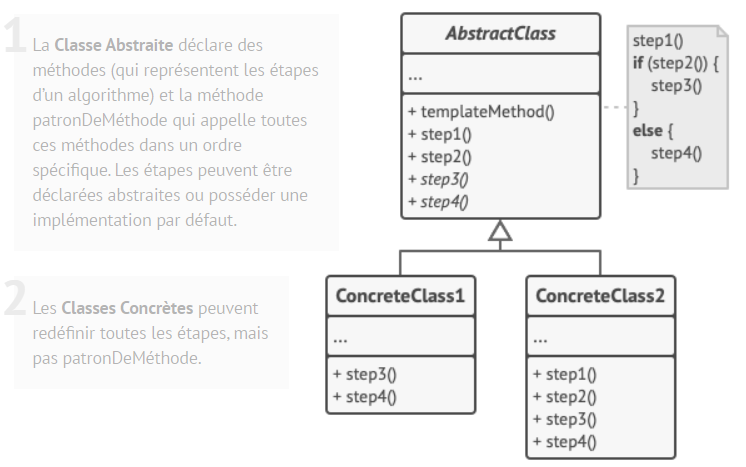 1
La Classe Abstraite déclare des
méthodes (qui représentent les étapes
d'un algorithme) et la méthode
patronDeMéthode qui appelle toutes
ces méthodes dans un ordre
spécifique. Les étapes peuvent être
déclarées abstraites ou posséder une
implémentation par défaut.
2
Les Classes Concrètes peuvent
redéfinir toutes les étapes, mais
pas patronDeMéthode.
AbstractClass
...
+ templateMethod()
+ step1()
+ step2()
+ step3()
+ step4()
step1()
if (step2()) {
step3()
}
else {
step4()
}
ConcreteClass1
...
+ step3()
+ step4()
ConcreteClass2
...
+ step1()
+ step2()
+ step3()
+ step4()